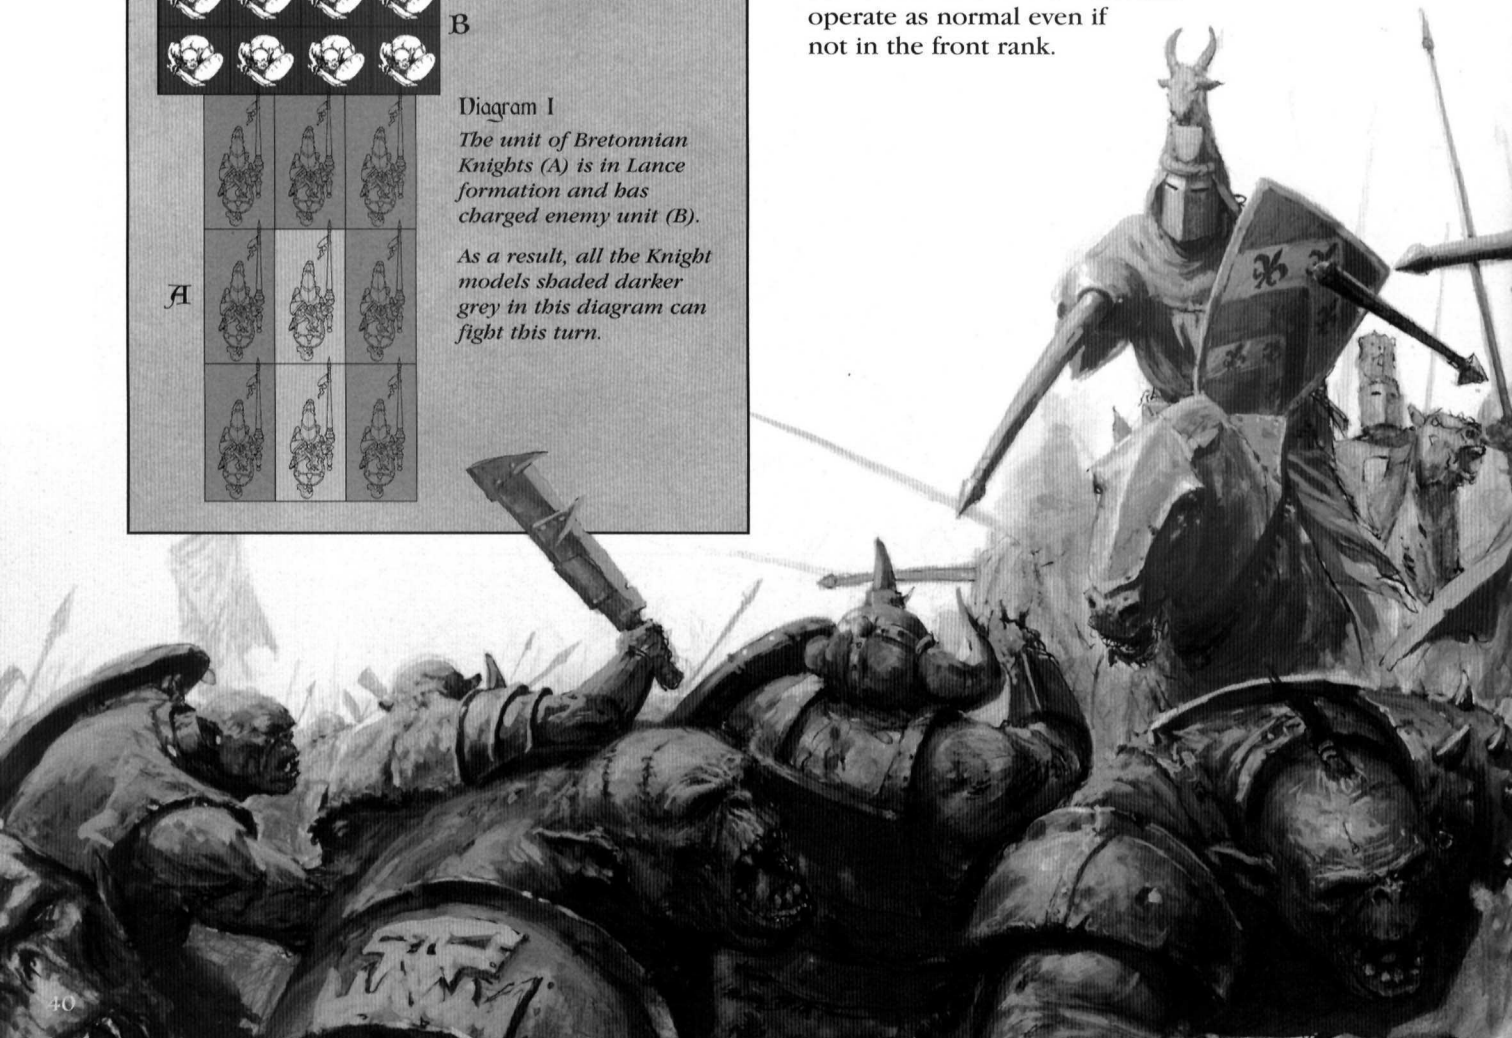 B
Diagram I
The unit of Bretonnian
Knights (A) is in Lance
formation and has
charged enemy unit (B).
As a result, all the Knight
models shaded darker
grey in this diagram can
fight this turn.
A
operate as normal even if
not in the front rank.
40